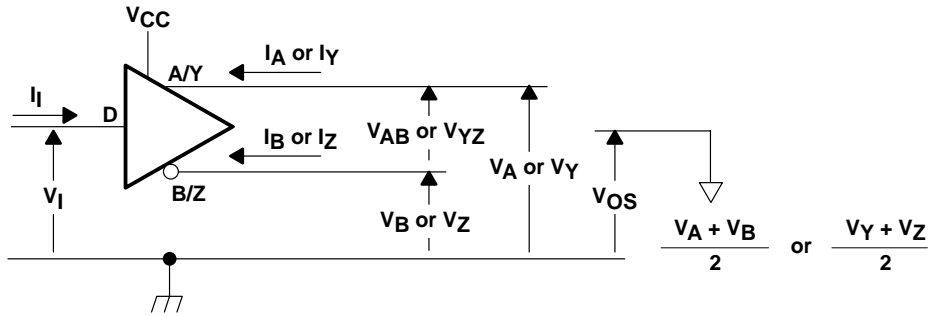 VCC
IA or IY
A/Y
II
D
IB or IZ
VAB or VYZ
VA or VY
VI
B/Z
VB or VZ
VOS
VA + VB
2
or
VY + VZ
2